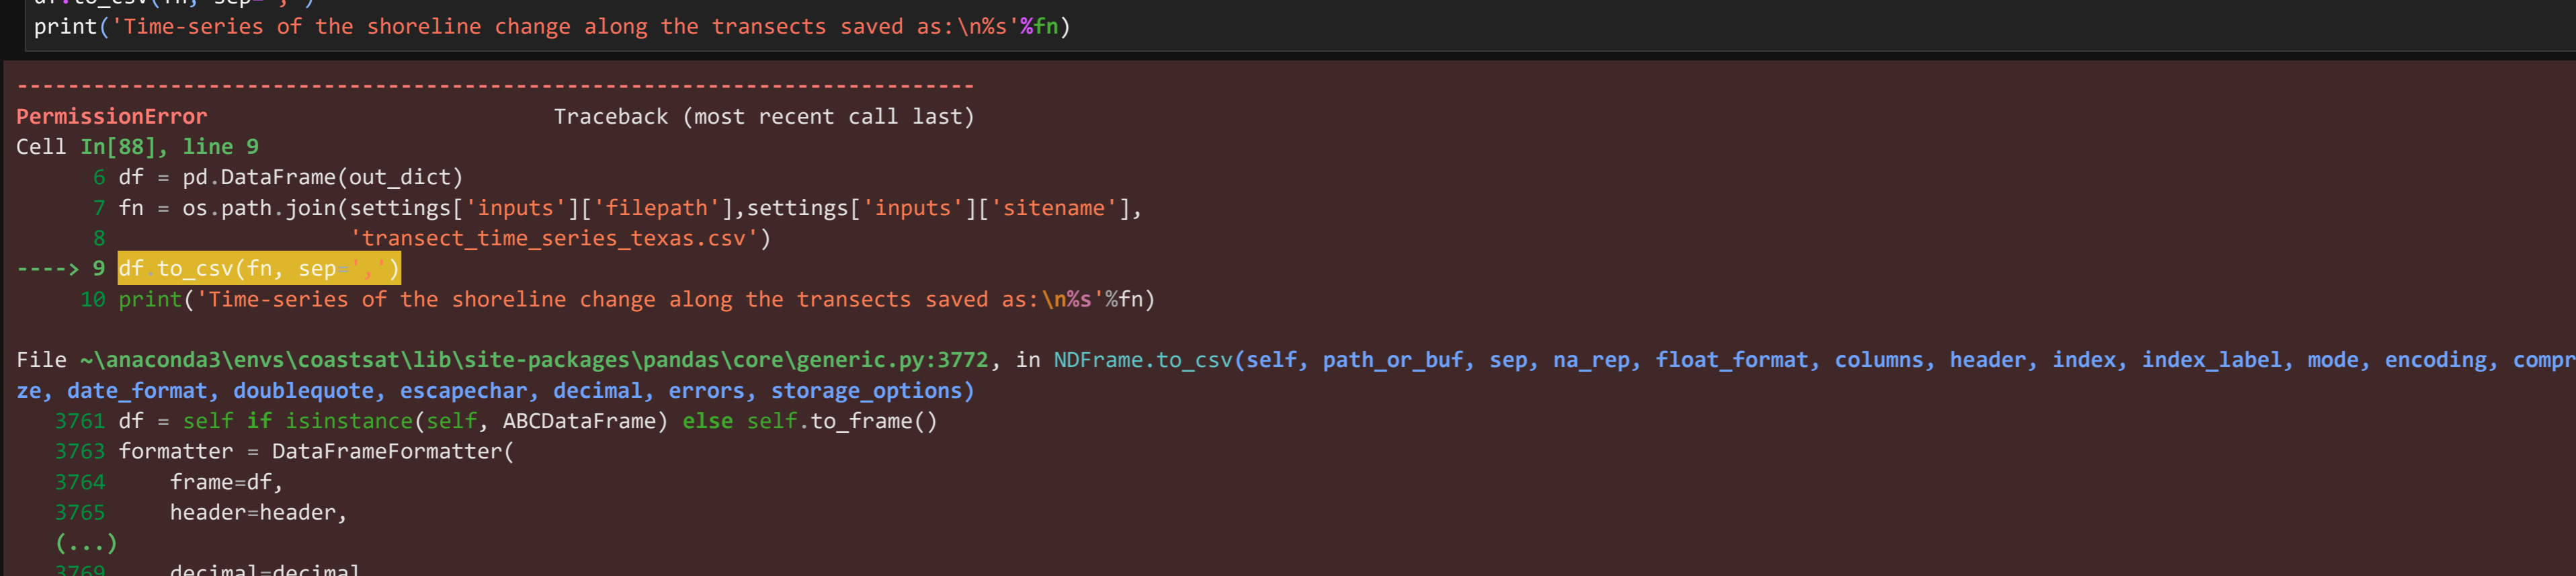 df.to_csv(fn, sep=',')
print('Time-series of the shoreline change along the transects saved as:\n%s'%fn)
---------------------------------------------------------------------------
PermissionError                           Traceback (most recent call last)
Cell In[88], line 9
      6 df = pd.DataFrame(out_dict)
      7 fn = os.path.join(settings['inputs']['filepath'],settings['inputs']['sitename'],
      8                   'transect_time_series_texas.csv')
----> 9 df.to_csv(fn, sep=',')
     10 print('Time-series of the shoreline change along the transects saved as:\n%s'%fn)
File ~\anaconda3\envs\coastsat\lib\site-packages\pandas\core\generic.py:3772, in NDFrame.to_csv(self, path_or_buf, sep, na_rep, float_format, columns, header, index, index_label, mode, encoding, compr
ze, date_format, doublequote, escapechar, decimal, errors, storage_options)
   3761 df = self if isinstance(self, ABCDataFrame) else self.to_frame()
   3763 formatter = DataFrameFormatter(
   3764     frame=df,
   3765     header=header,
   (...)
   3769     decimal=decimal